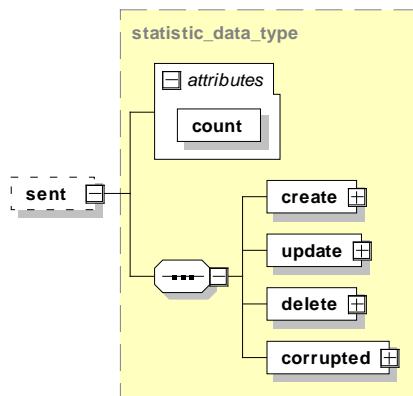 statistic_data_type
attributes
count
sent
create
update
delete
corrupted